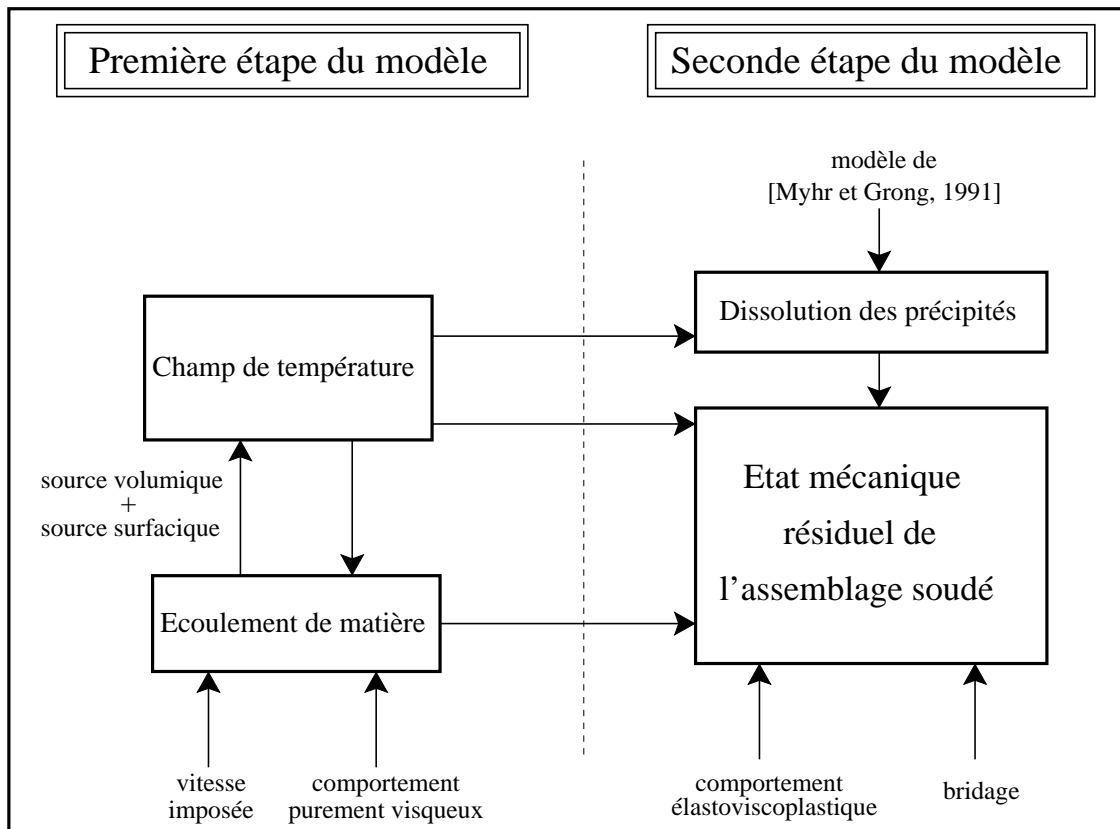 Première étape du modèle
Seconde étape du modèle
modèle de
[Myhr et Grong, 1991]
Dissolution des précipités
Champ de température
Etat mécanique
résiduel de
l’assemblage soudé
source volumique
+
source surfacique
Ecoulement de matière
vitesse
imposée
comportement
purement visqueux
comportement
élastoviscoplastique
bridage